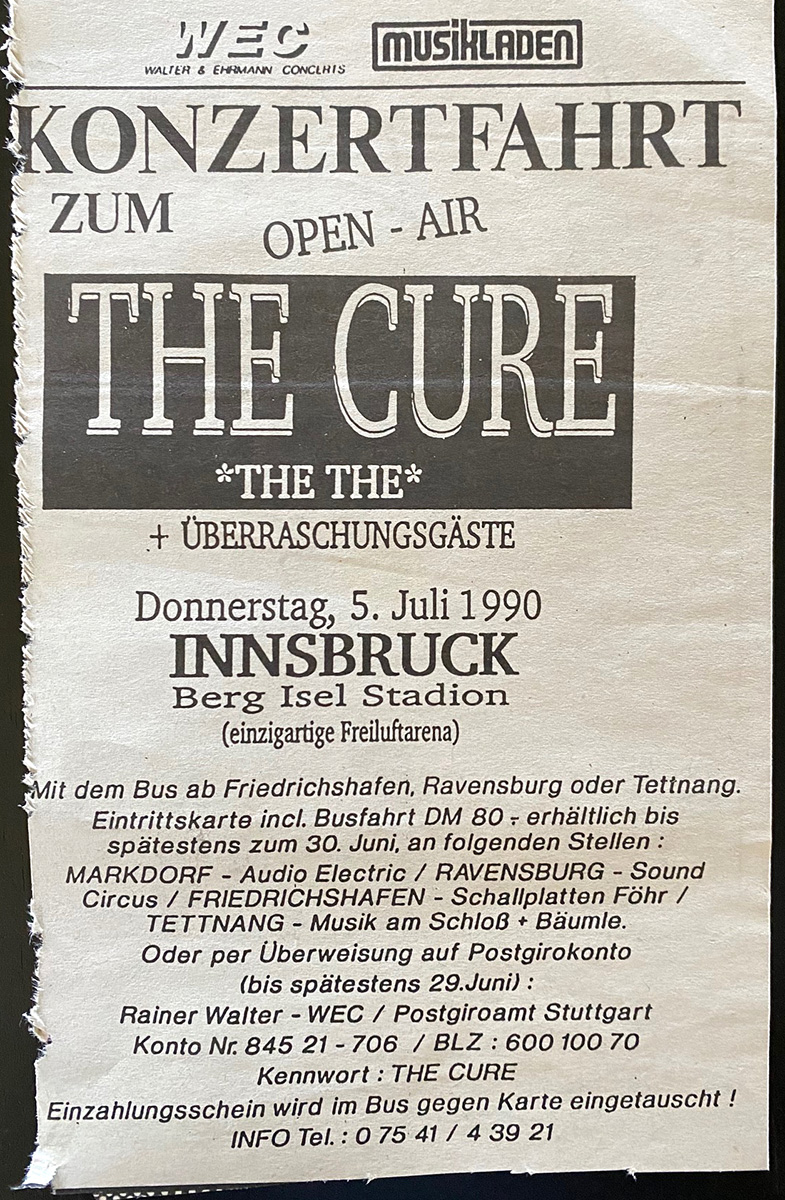 WEC
WALTER & EHRMANN CONCERTS
MUSIKLADEN
KONZERTFAHRT
ZUM
OPEN - AIR
THE CURE
*THE THE*
+ ÜBERRASCHUNGSGÄSTE
Donnerstag, 5. Juli 1990
INNSBRUCK
Berg Isel Stadion
(einzigartige Freiluftarena)
Mit dem Bus ab Friedrichshafen, Ravensburg oder Tettnang.
Eintrittskarte incl. Busfahrt DM 80 ,- erhältlich bis
spätestens zum 30. Juni, an folgenden Stellen :
MARKDORF - Audio Electric / RAVENSBURG - Sound
Circus / FRIEDRICHSHAFEN - Schallplatten Föhr /
TETTNANG - Musik am Schloß + Bäumle.
Oder per Überweisung auf Postgirokonto
(bis spätestens 29.Juni) :
Rainer Walter - WEC / Postgiroamt Stuttgart
Konto Nr. 845 21 - 706 / BLZ : 600 100 70
Kennwort : THE CURE
Einzahlungsschein wird im Bus gegen Karte eingetauscht !
INFO Tel. : 0 75 41 / 4 39 21